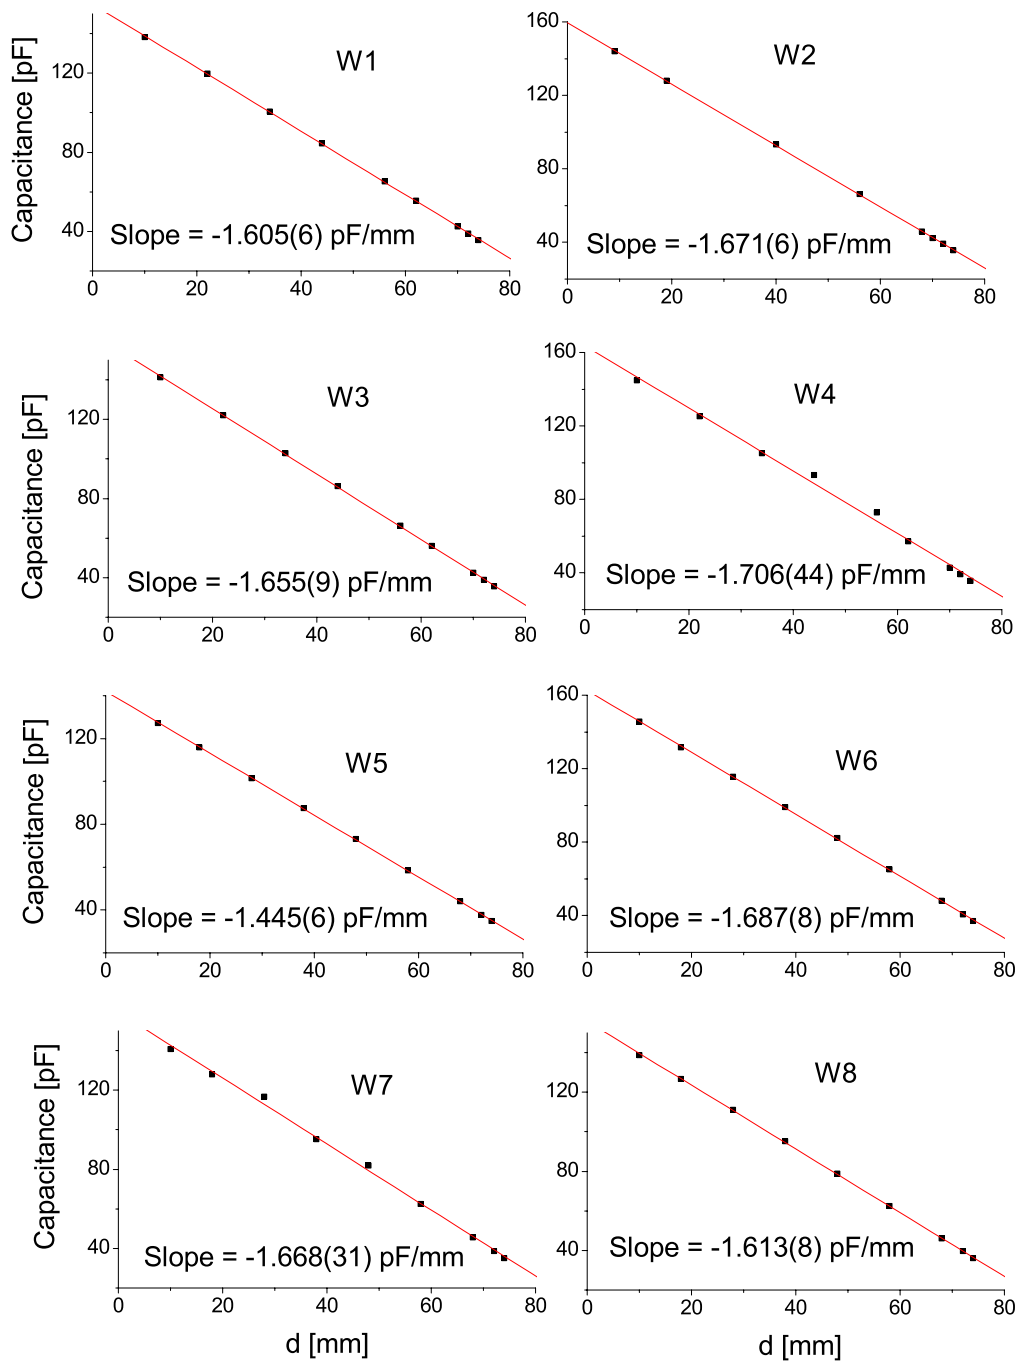 W1
Capacitance [pF]
120
80
40
Slope = -1.605(6) pF/mm
0 20 40 60 80
W2
160
120
80
40
Slope = -1.671(6) pF/mm
0 20 40 60 80
W3
Capacitance [pF]
120
80
40
Slope = -1.655(9) pF/mm
0 20 40 60 80
W4
160
120
80
40
Slope = -1.706(44) pF/mm
0 20 40 60 80
W5
Capacitance [pF]
120
80
40
Slope = -1.445(6) pF/mm
0 20 40 60 80
W6
160
120
80
40
Slope = -1.687(8) pF/mm
0 20 40 60 80
W7
Capacitance [pF]
120
80
40
Slope = -1.668(31) pF/mm
0 20 40 60 80
d [mm]
W8
120
80
40
Slope = -1.613(8) pF/mm
0 20 40 60 80
d [mm]